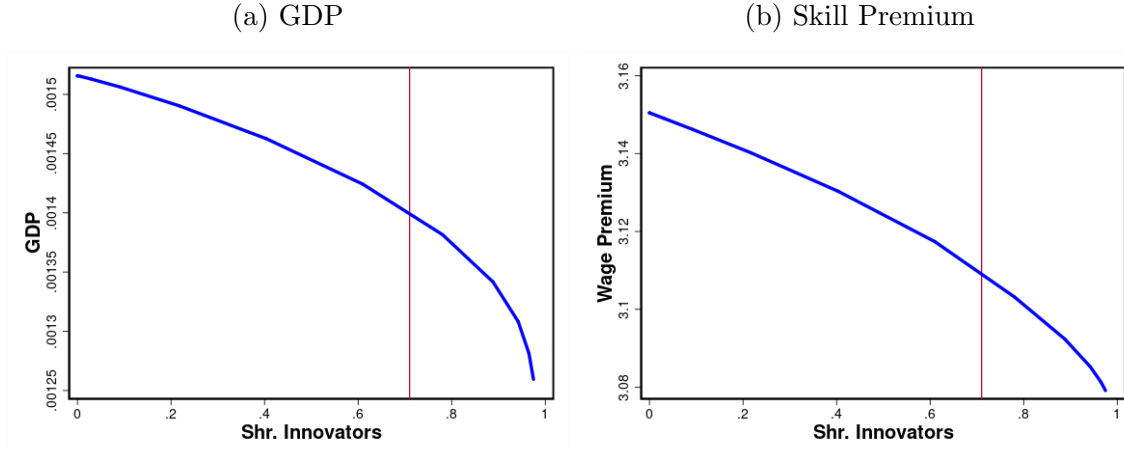 (a) GDP
(b) Skill Premium
GDP
.0015
.00145
.0014
.00135
.0013
.00125
0 .2 .4 .6 .8 1
Shr. Innovators
Wage Premium
3.16
3.14
3.12
3.1
3.08
0 .2 .4 .6 .8 1
Shr. Innovators